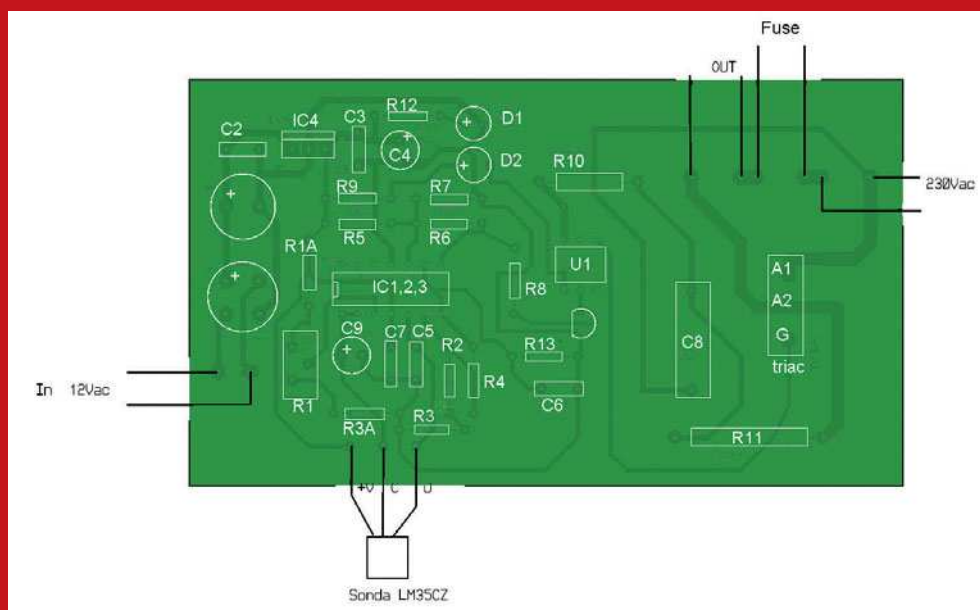 Fuse
OUT
R12
D1
IC4
C3
C2
C4
D2
R10
230Vac
R9
R7
R5
R6
R1A
U1
A1
IC1,2,3
R8
A2
C9
C7
C5
R2
R13
C8
G
R4
triac
In 12Vac
R1
C6
R3A
R3
R11
+V C U
Sonda LM35CZ